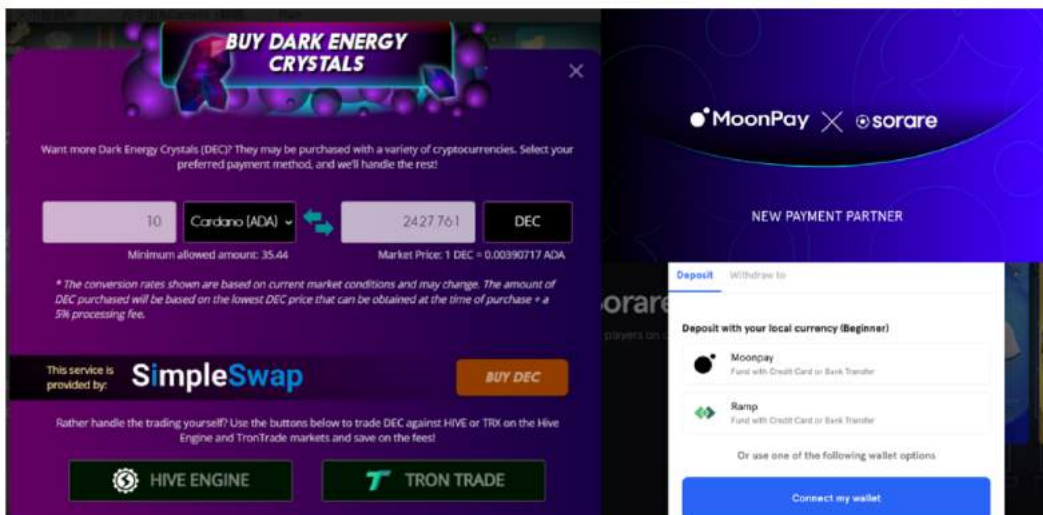 BUY DARK ENERGY
CRYSTALS
Want more Dark Energy Crystals (DEC)? They may be purchased with a variety of cryptocurrencies. Select your
preferred payment method, and we'll handle the rest!
10
Cardano (ADA)
2427.761
DEC
Minimum allowed amount: 35.44
Market Price: 1 DEC = 0.00390717 ADA
* The conversion rates shown are based on current market conditions and may change. The amount of
DEC purchased will be based on the lowest DEC price that can be obtained at the time of purchase + a
5% processing fee.
This service is
provided by:
SimpleSwap
BUY DEC
Rather handle the trading yourself? Use the buttons below to trade DEC against HIVE or TRX on the Hive
Engine and TronTrade markets and save on the fees!
HIVE ENGINE
TRON TRADE
MoonPay
sorare
NEW PAYMENT PARTNER
Sorare
players on
Deposit
Withdraw to
Deposit with your local currency (Beginner)
Moonpay
Fund with Credit Card or Bank Transfer
Ramp
Fund with Credit Card or Bank Transfer
Or use one of the following wallet options
Connect my wallet